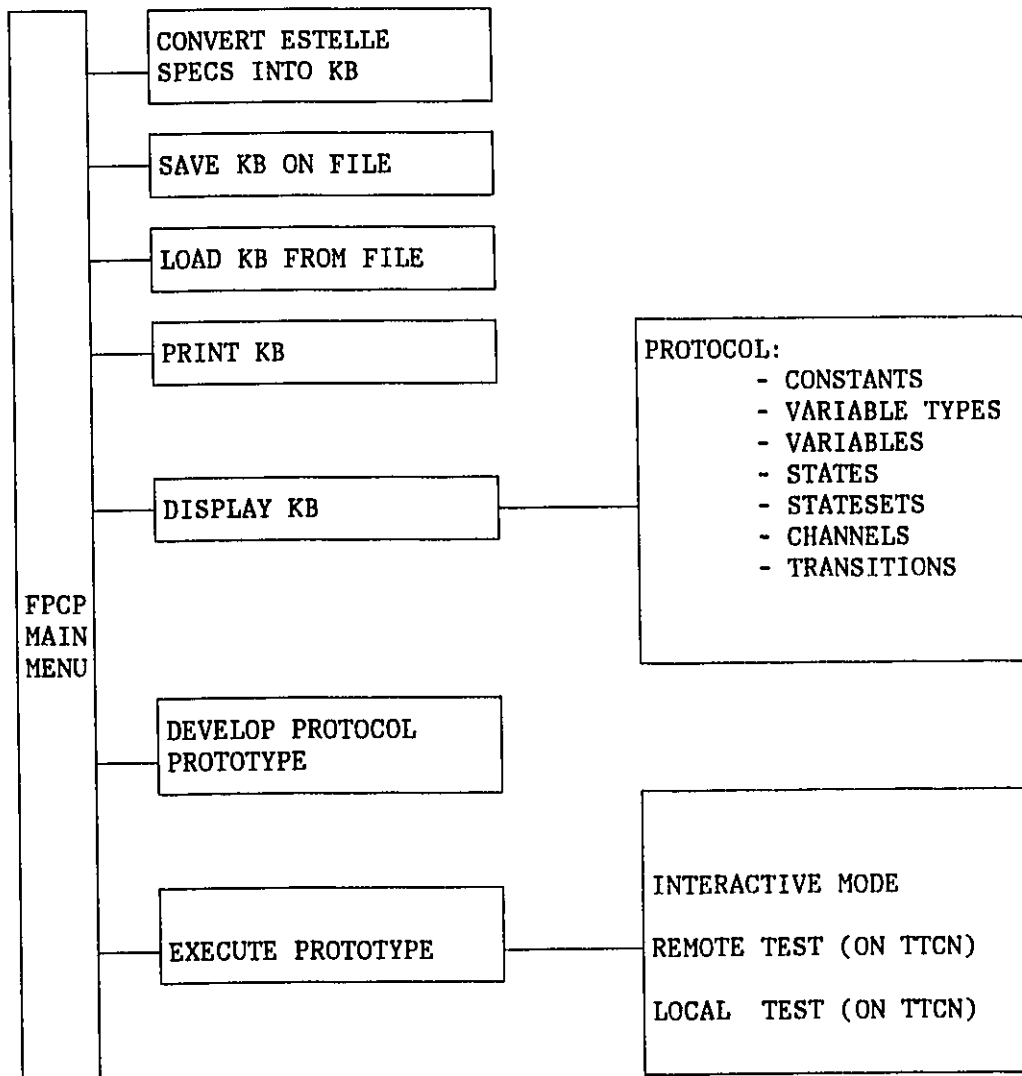 CONVERT ESTELLE
SPECS INTO KB
SAVE KB ON FILE
LOAD KB FROM FILE
PRINT KB
PROTOCOL:
- CONSTANTS
- VARIABLE TYPES
- VARIABLES
- STATES
- STATESETS
- CHANNELS
- TRANSITIONS
DISPLAY KB
FPCP
MAIN
MENU
DEVELOP PROTOCOL
PROTOTYPE
EXECUTE PROTOTYPE
INTERACTIVE MODE
REMOTE TEST (ON TTCN)
LOCAL TEST (ON TTCN)